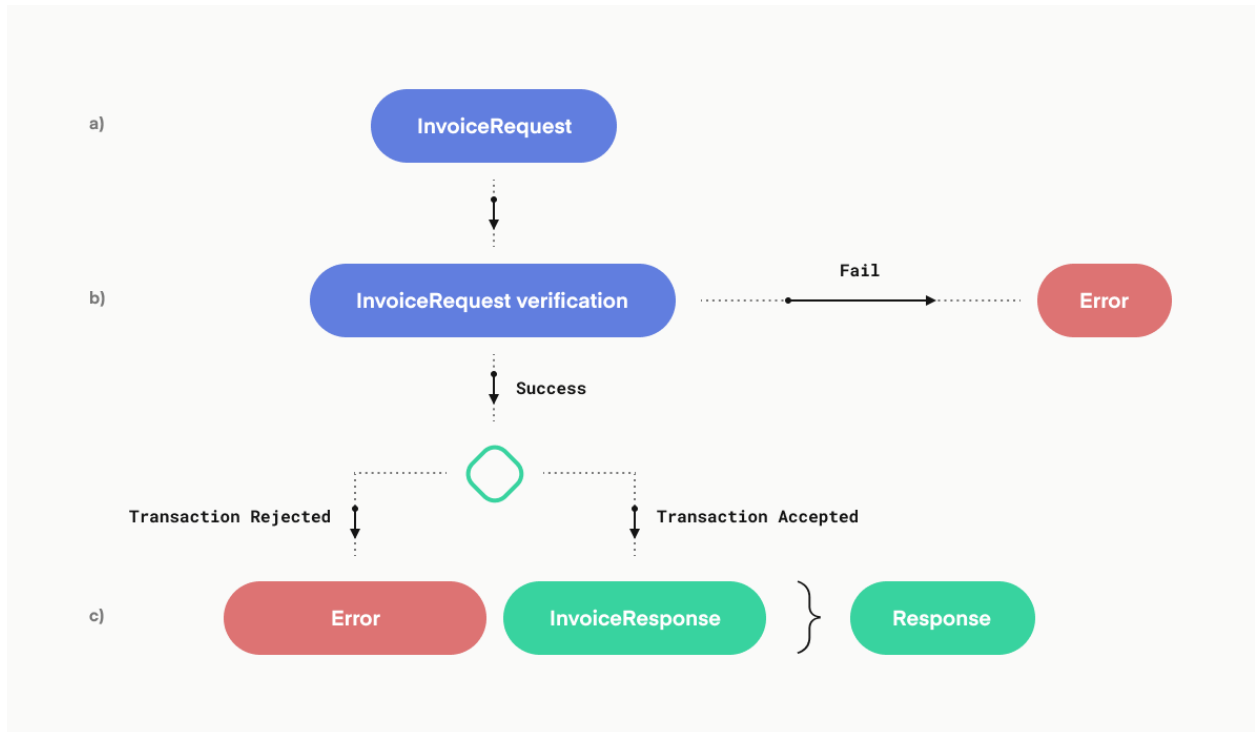 a)
InvoiceRequest
Fail
b)
InvoiceRequest verification
Error
Success
Transaction Rejected
Transaction Accepted
c)
Error
InvoiceResponse
Response